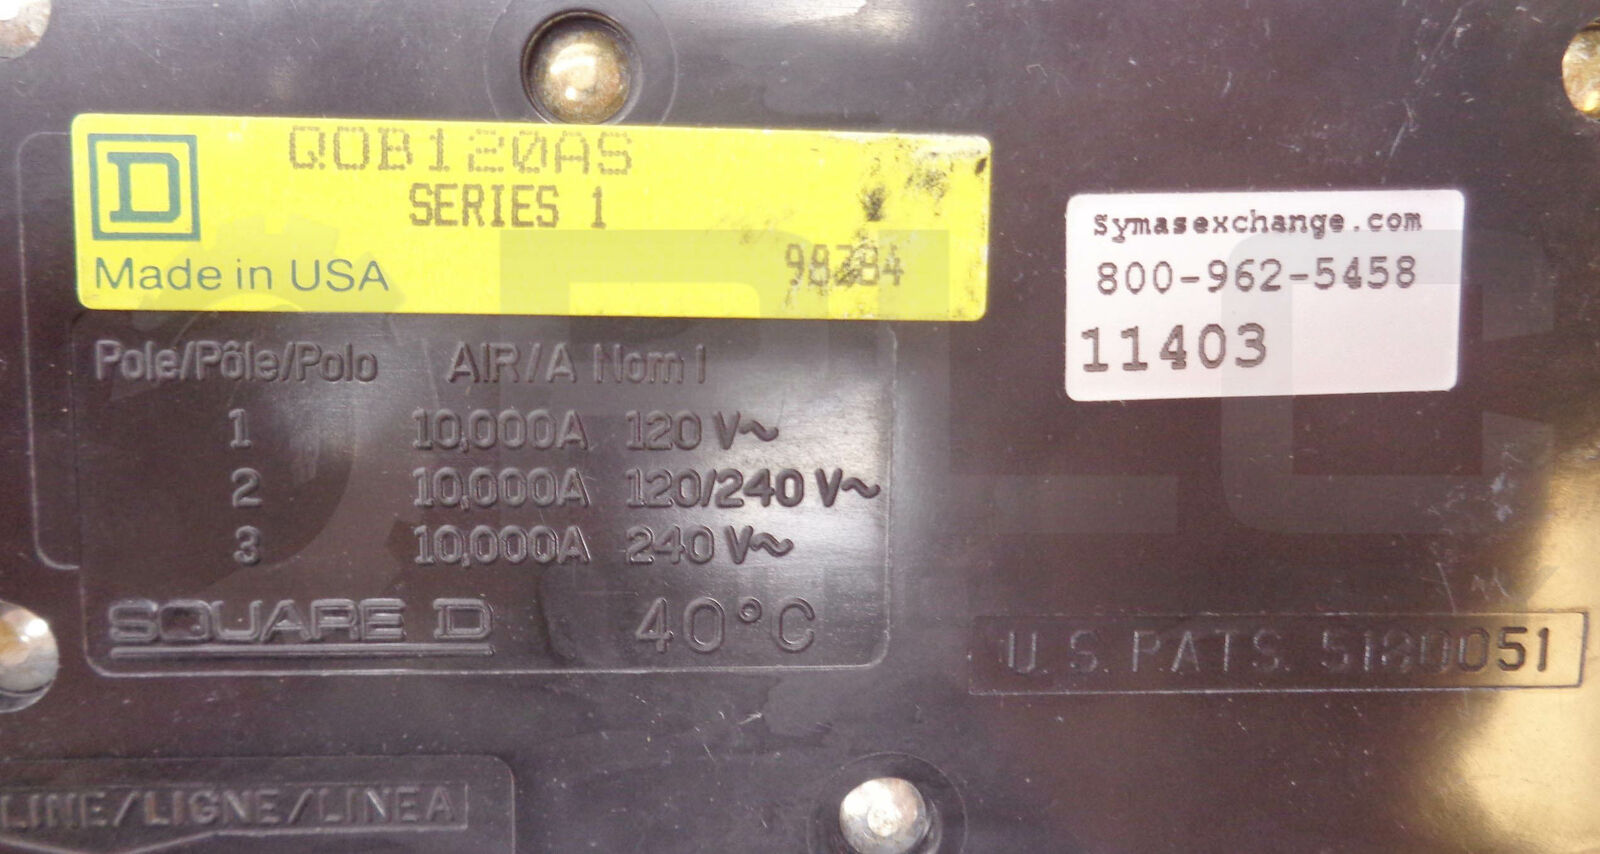 D
QOB120AS
SERIES 1
Made in USA
Symasexchange.com
800-962-5458
11403
Pole/Pôle/Polo AIR/A Nom I
1 10,000A 120 V~
2 10,000A 120/240 V~
3 10,000A 240 V~
SQUARE D 40°C
U.S. PATS. 5180051
LINE/LIGNE/LINEA
PLC